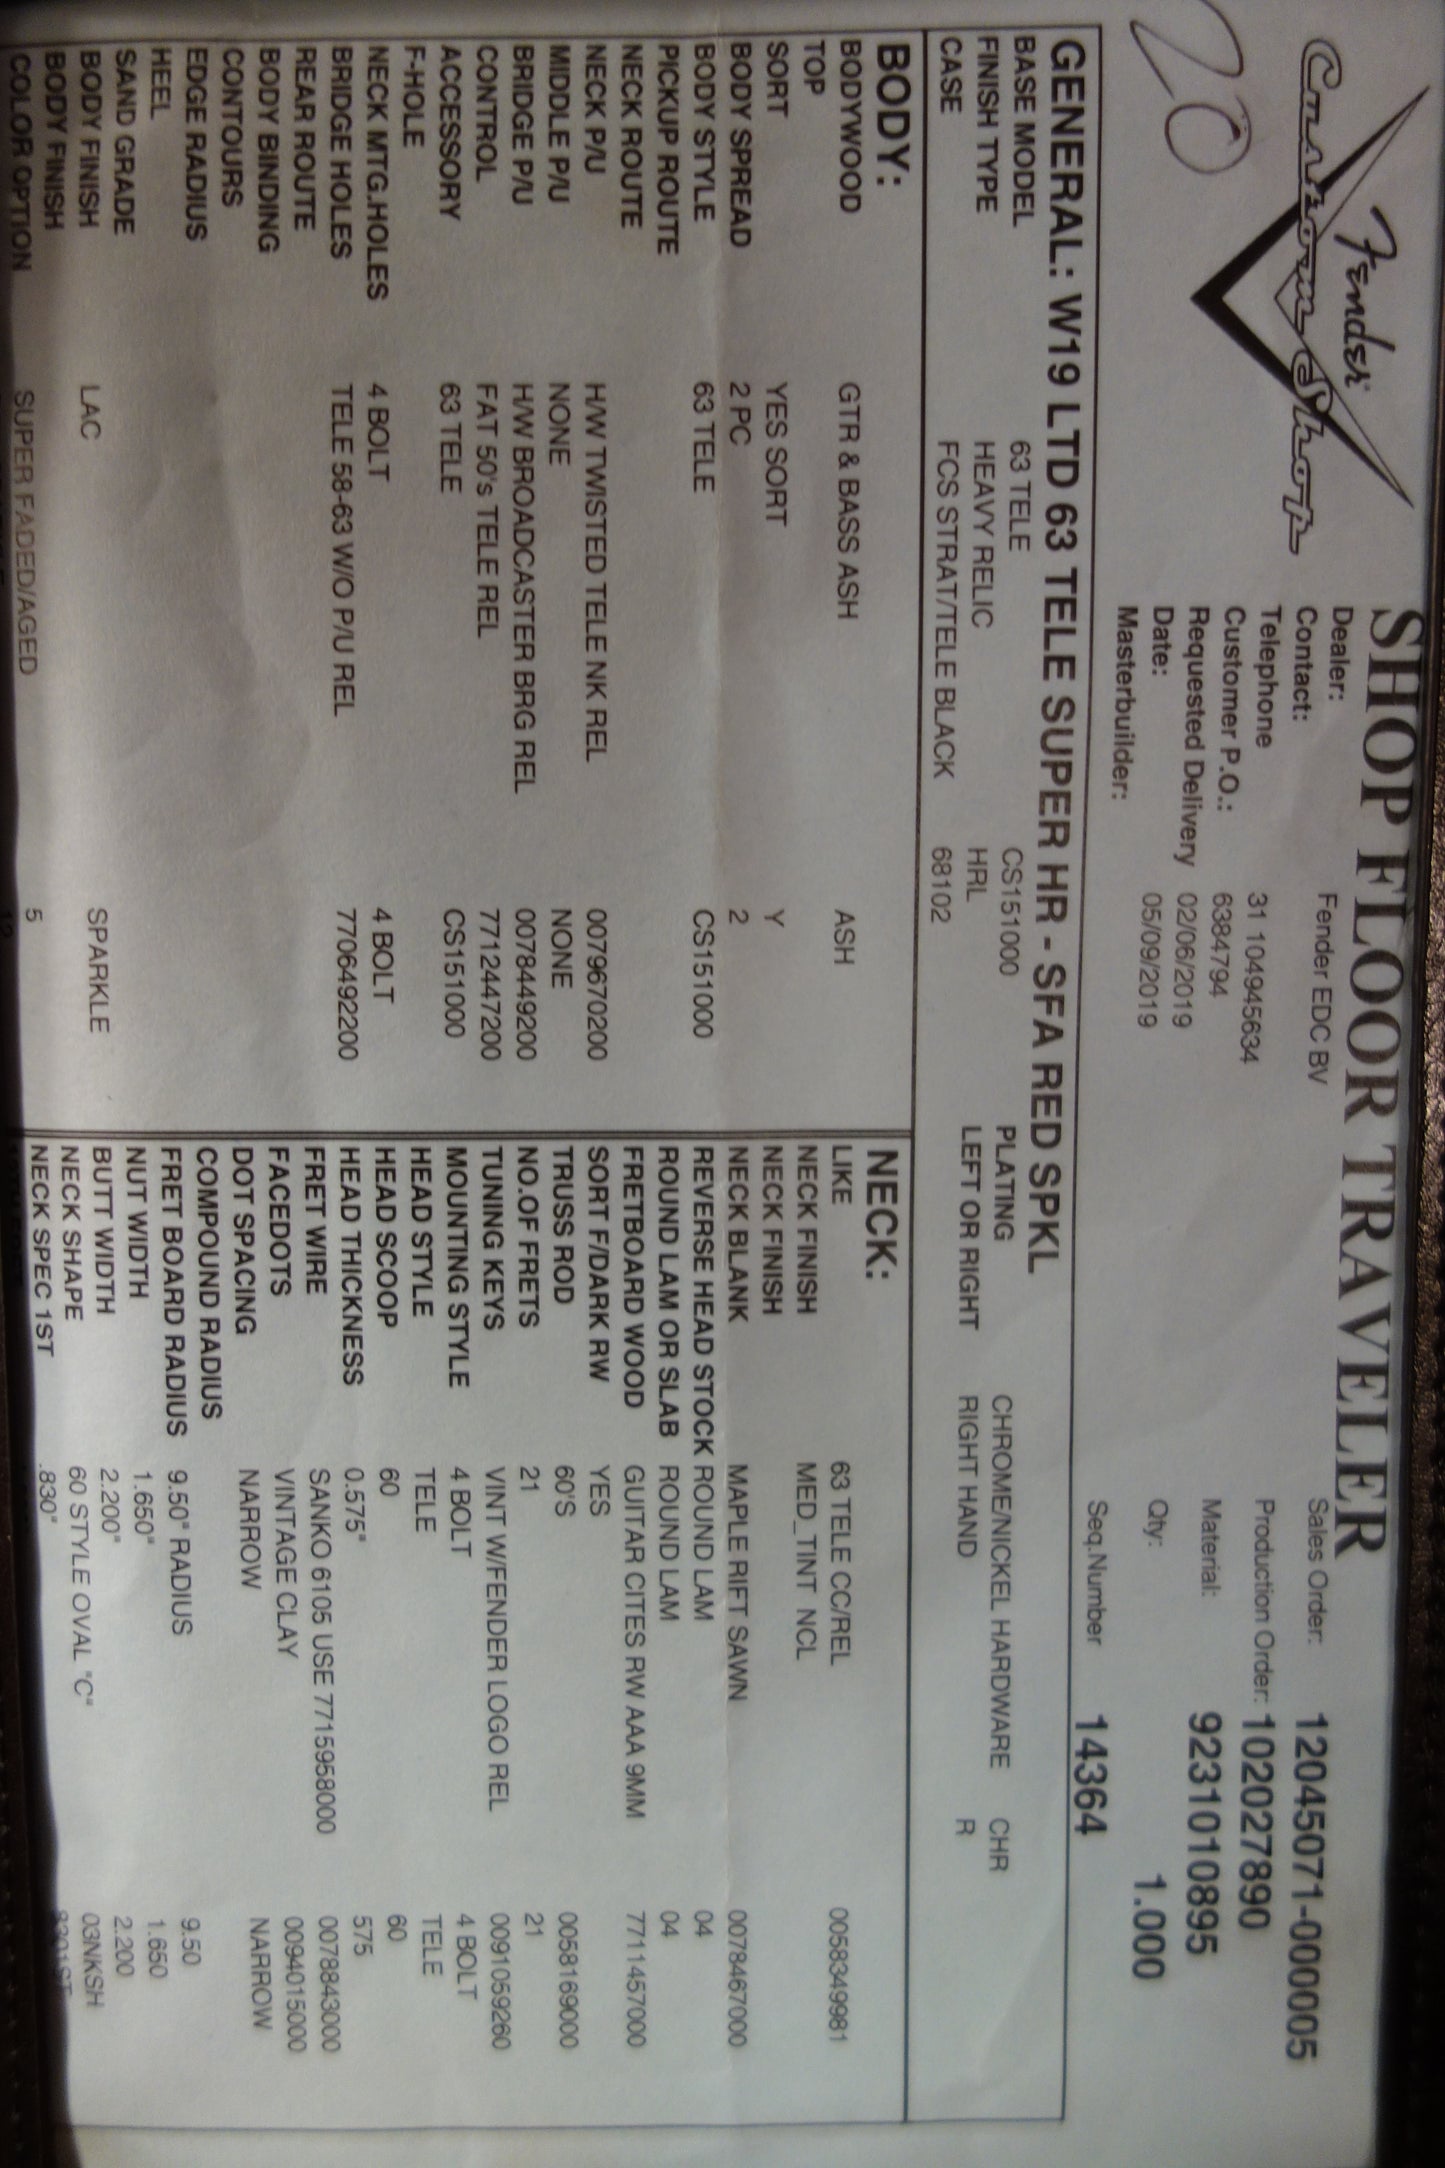 Fender
Custom Shop
20
SHOP FLOOR TRAVELER
Dealer: Fender EDC BV
Contact:
Telephone 31 104945634
Customer P.O.: 6384794
Requested Delivery 02/06/2019
Date: 05/09/2019
Masterbuilder:
Sales Order: 12045071-000005
Production Order: 102027890
Material: 9231010895
Qty: 1.000
Seq.Number 14364
GENERAL: W19 LTD 63 TELE SUPER HR - SFA RED SPKL
BASE MODEL 63 TELE CS151000 PLATING CHROME/NICKEL HARDWARE CHR
FINISH TYPE HEAVY RELIC HRL LEFT OR RIGHT RIGHT HAND R
CASE FCS STRAT/TELE BLACK 68102
BODY:
BODYWOOD GTR & BASS ASH ASH
TOP
SORT YES SORT Y
BODY SPREAD 2 PC 2
BODY STYLE 63 TELE CS151000
PICKUP ROUTE
NECK ROUTE
NECK P/U H/W TWISTED TELE NK REL 0079670200
MIDDLE P/U NONE NONE
BRIDGE P/U H/W BROADCASTER BRG REL 0078449200
CONTROL FAT 50's TELE REL 7712447200
ACCESSORY 63 TELE CS151000
F-HOLE
NECK MTG.HOLES 4 BOLT 4 BOLT
BRIDGE HOLES TELE 58-63 W/O P/U REL 7706492200
REAR ROUTE
BODY BINDING
CONTOURS
EDGE RADIUS
HEEL
SAND GRADE
BODY FINISH LAC SPARKLE
BODY FINISH
COLOR OPTION SUPER FADED/AGED 5
NECK:
LIKE 63 TELE CC/REL 0058349981
NECK FINISH MED_TINT NCL
NECK FINISH
NECK BLANK MAPLE RIFT SAWN 0078467000
REVERSE HEAD STOCK ROUND LAM 04
ROUND LAM OR SLAB ROUND LAM 04
FRETBOARD WOOD GUITAR CITES RW AAA 9MM 7711457000
SORT F/DARK RW YES
TRUSS ROD 60'S 0058169000
NO.OF FRETS 21 21
TUNING KEYS VINT W/FENDER LOGO REL 0091059260
MOUNTING STYLE 4 BOLT 4 BOLT
HEAD STYLE TELE TELE
HEAD SCOOP 60 60
HEAD THICKNESS 0.575" 575
FRET WIRE SANKO 6105 USE 7715958000 0078843000
FACEDOTS VINTAGE CLAY 0094015000
DOT SPACING NARROW NARROW
COMPOUND RADIUS
FRET BOARD RADIUS 9.50" RADIUS 9.50
NUT WIDTH 1.650" 1.650
BUTT WIDTH 2.200" 2.200
NECK SHAPE 60 STYLE OVAL "C" 03NKSH
NECK SPEC 1ST .830" 8301ST